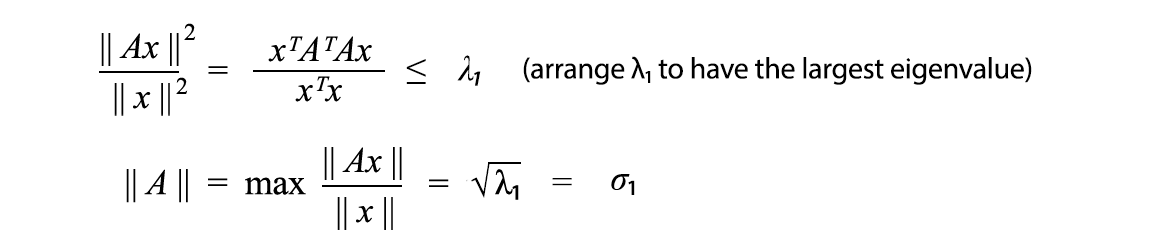 ‖ Ax ‖² / ‖ x ‖² = xᵀAᵀAx / xᵀx ≤ λ₁ (arrange λ₁ to have the largest eigenvalue)
‖ A ‖ = max ‖ Ax ‖ / ‖ x ‖ = √λ₁ = σ₁